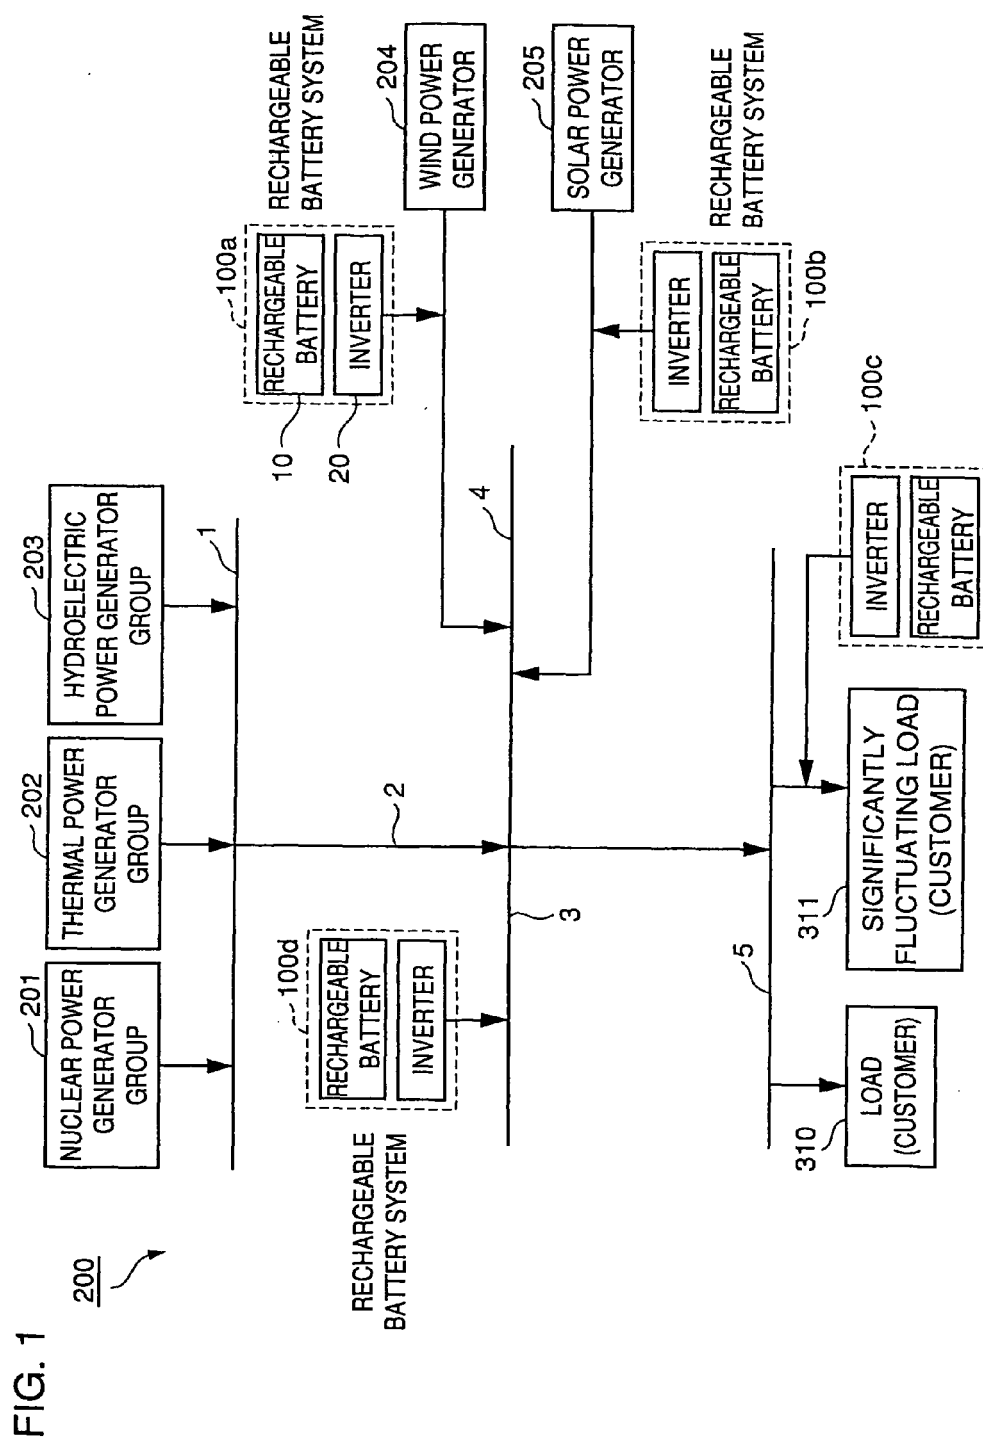 FIG. 1
200
201
NUCLEAR POWER
GENERATOR
GROUP
202
THERMAL POWER
GENERATOR
GROUP
203
HYDROELECTRIC
POWER GENERATOR
GROUP
1
2
100d
RECHARGEABLE
BATTERY
INVERTER
RECHARGEABLE
BATTERY SYSTEM
100a
RECHARGEABLE
BATTERY
INVERTER
10
20
RECHARGEABLE
BATTERY SYSTEM
204
WIND POWER
GENERATOR
3
4
205
SOLAR POWER
GENERATOR
INVERTER
RECHARGEABLE
BATTERY
100b
RECHARGEABLE
BATTERY SYSTEM
5
310
LOAD
(CUSTOMER)
311
SIGNIFICANTLY
FLUCTUATING LOAD
(CUSTOMER)
100c
INVERTER
RECHARGEABLE
BATTERY